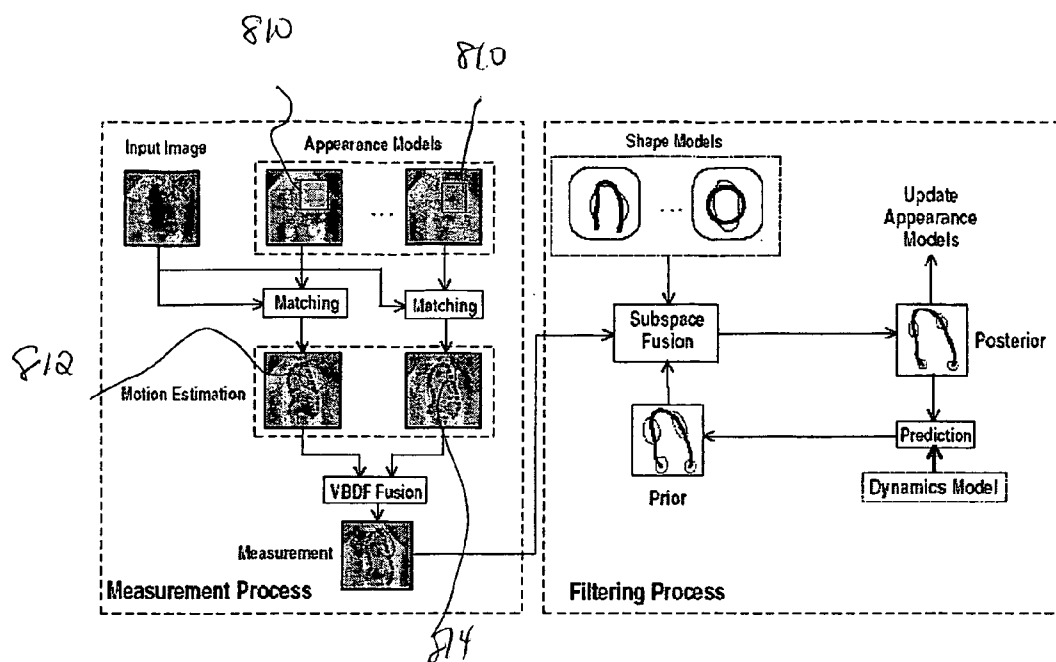 810
810
Input Image
Appearance Models
...
Matching
Matching
812
Motion Estimation
VBDF Fusion
Measurement
Measurement Process
814
Shape Models
...
Update
Appearance
Models
Subspace
Fusion
Posterior
Prior
Prediction
Dynamics Model
Filtering Process